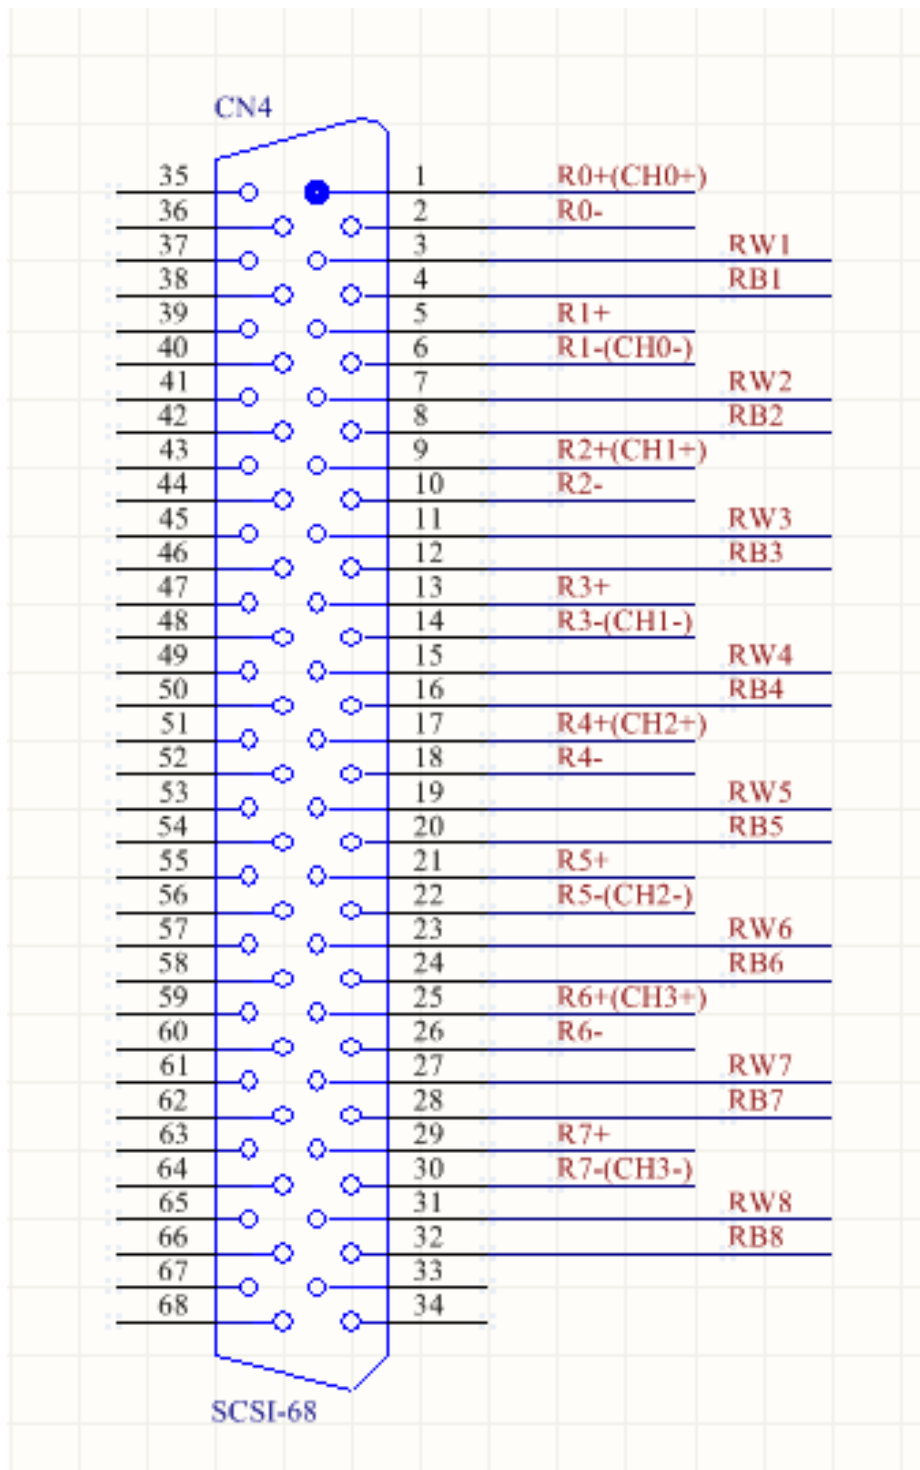 CN4
35 1 R0+(CH0+)
36 2 R0-
37 3 RW1
38 4 RB1
39 5 R1+
40 6 R1-(CH0-)
41 7 RW2
42 8 RB2
43 9 R2+(CH1+)
44 10 R2-
45 11 RW3
46 12 RB3
47 13 R3+
48 14 R3-(CH1-)
49 15 RW4
50 16 RB4
51 17 R4+(CH2+)
52 18 R4-
53 19 RW5
54 20 RB5
55 21 R5+
56 22 R5-(CH2-)
57 23 RW6
58 24 RB6
59 25 R6+(CH3+)
60 26 R6-
61 27 RW7
62 28 RB7
63 29 R7+
64 30 R7-(CH3-)
65 31 RW8
66 32 RB8
67 33
68 34
SCSI-68